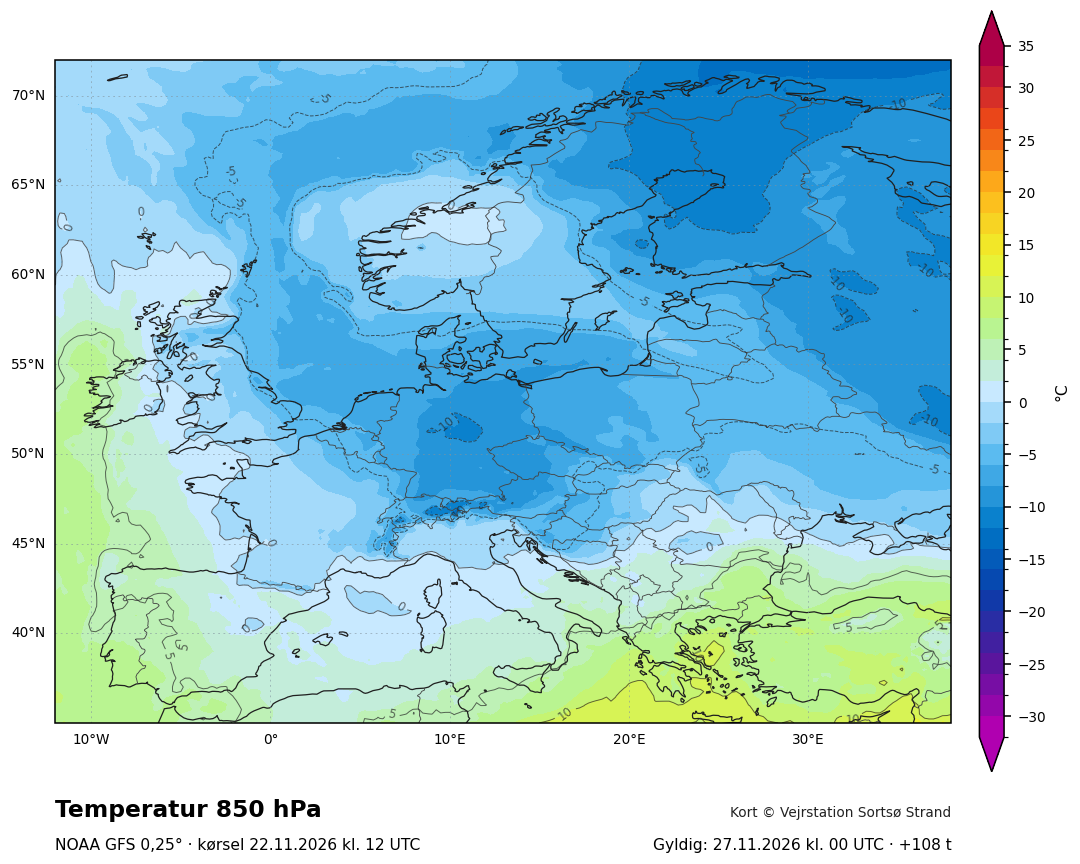 70°N
65°N
60°N
55°N
50°N
45°N
40°N
10°W
0°
10°E
20°E
30°E
35
30
25
20
15
10
5
0
−5
−10
−15
−20
−25
−30
°C
Temperatur 850 hPa
Kort © Vejrstation Sortsø Strand
NOAA GFS 0,25° · kørsel 22.11.2026 kl. 12 UTC
Gyldig: 27.11.2026 kl. 00 UTC · +108 t